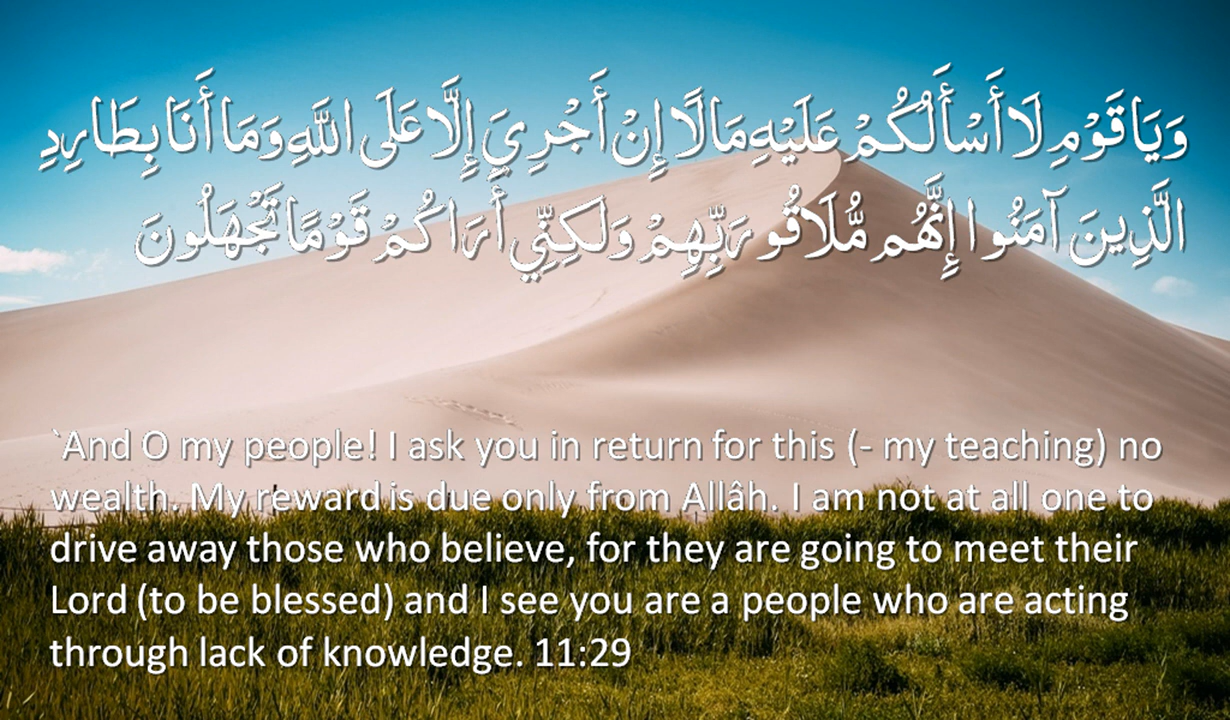 وَيَا قَوْمِ لَا أَسْأَلُكُمْ عَلَيْهِ مَالًا إِنْ أَجْرِيَ إِلَّا عَلَى اللَّهِ وَمَا أَنَا بِطَارِدِ
الَّذِينَ آمَنُوا إِنَّهُم مُّلَاقُو رَبِّهِمْ وَلَٰكِنِّي أَرَاكُمْ قَوْمًا تَجْهَلُونَ
`And O my people! I ask you in return for this (- my teaching) no
wealth. My reward is due only from Allâh. I am not at all one to
drive away those who believe, for they are going to meet their
Lord (to be blessed) and I see you are a people who are acting
through lack of knowledge. 11:29